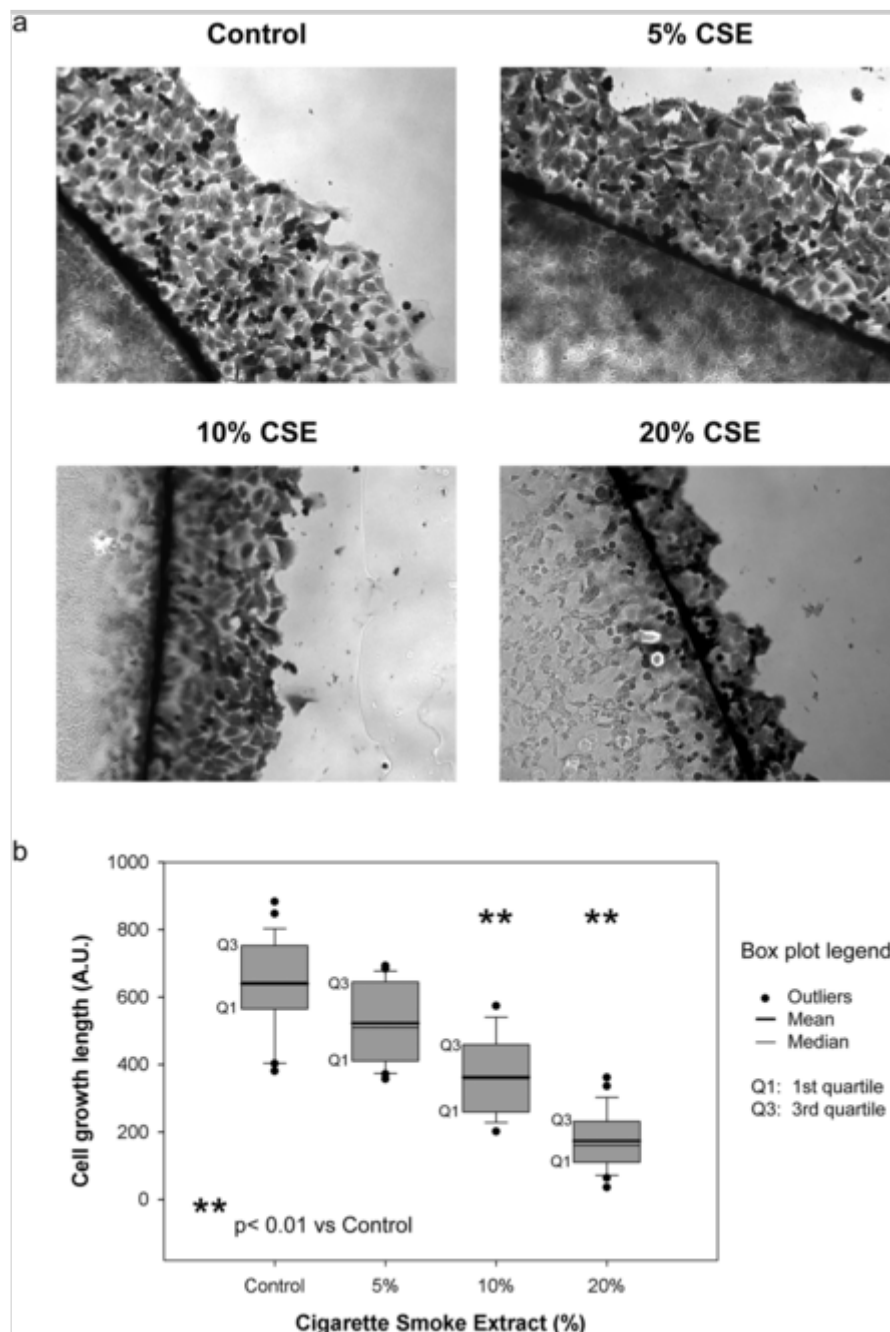 a
Control
5% CSE
10% CSE
20% CSE
b
1000
800
600
400
200
0
Cell growth length (A.U.)
Q3
Q1
Q3
Q1
Q3
Q1
Q3
Q1
**
**
** p< 0.01 vs Control
Control
5%
10%
20%
Cigarette Smoke Extract (%)
Box plot legend
Outliers
Mean
Median
Q1: 1st quartile
Q3: 3rd quartile